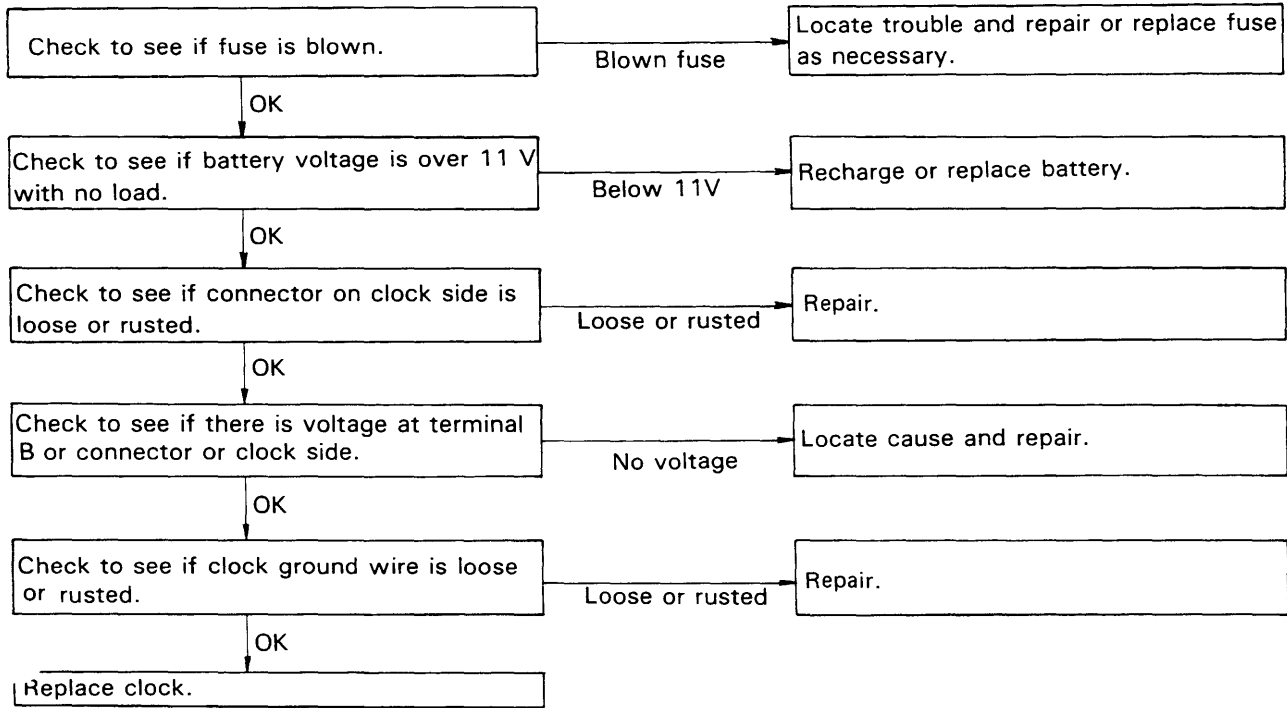 Check to see if fuse is blown.
Blown fuse
Locate trouble and repair or replace fuse
as necessary.
OK
Check to see if battery voltage is over 11 V
with no load.
Below 11V
Recharge or replace battery.
OK
Check to see if connector on clock side is
loose or rusted.
Loose or rusted
Repair.
OK
Check to see if there is voltage at terminal
B or connector or clock side.
No voltage
Locate cause and repair.
OK
Check to see if clock ground wire is loose
or rusted.
Loose or rusted
Repair.
OK
Replace clock.